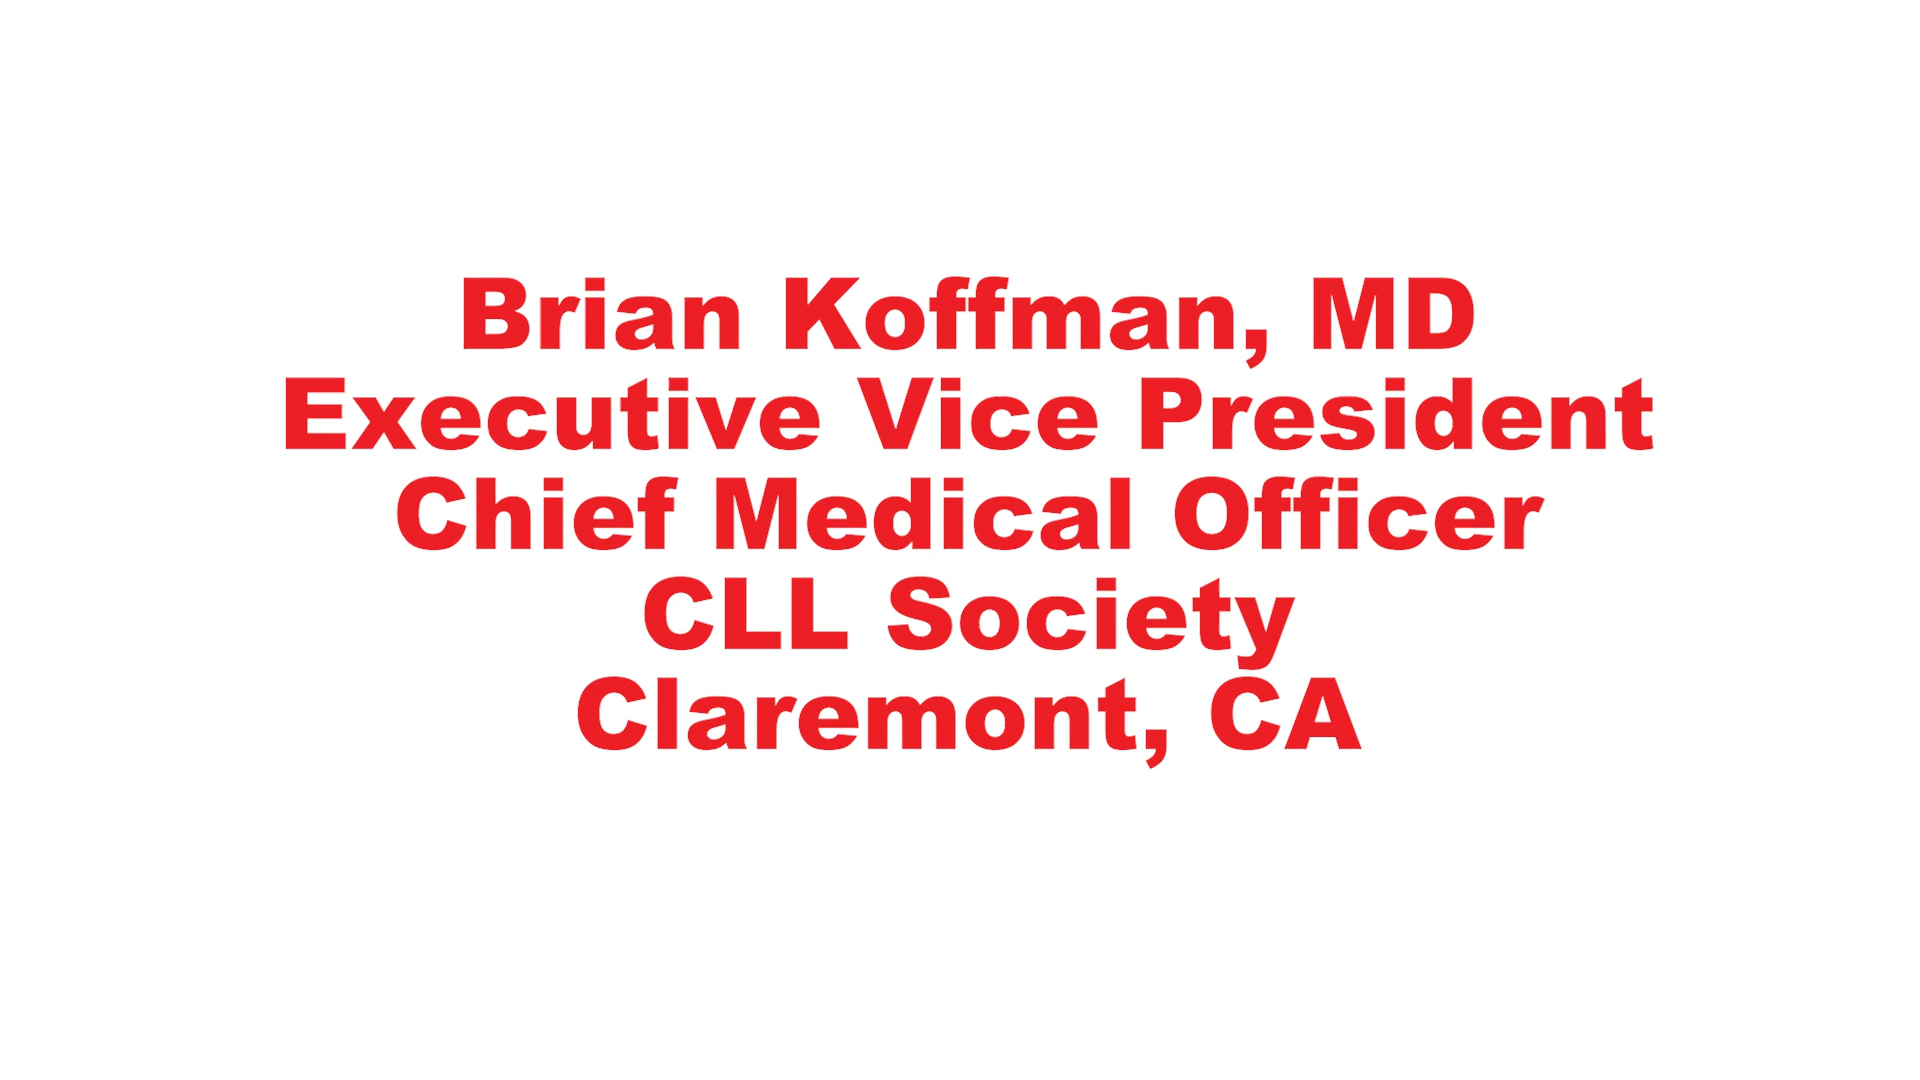 Brian Koffman, MD
Executive Vice President
Chief Medical Officer
CLL Society
Claremont, CA